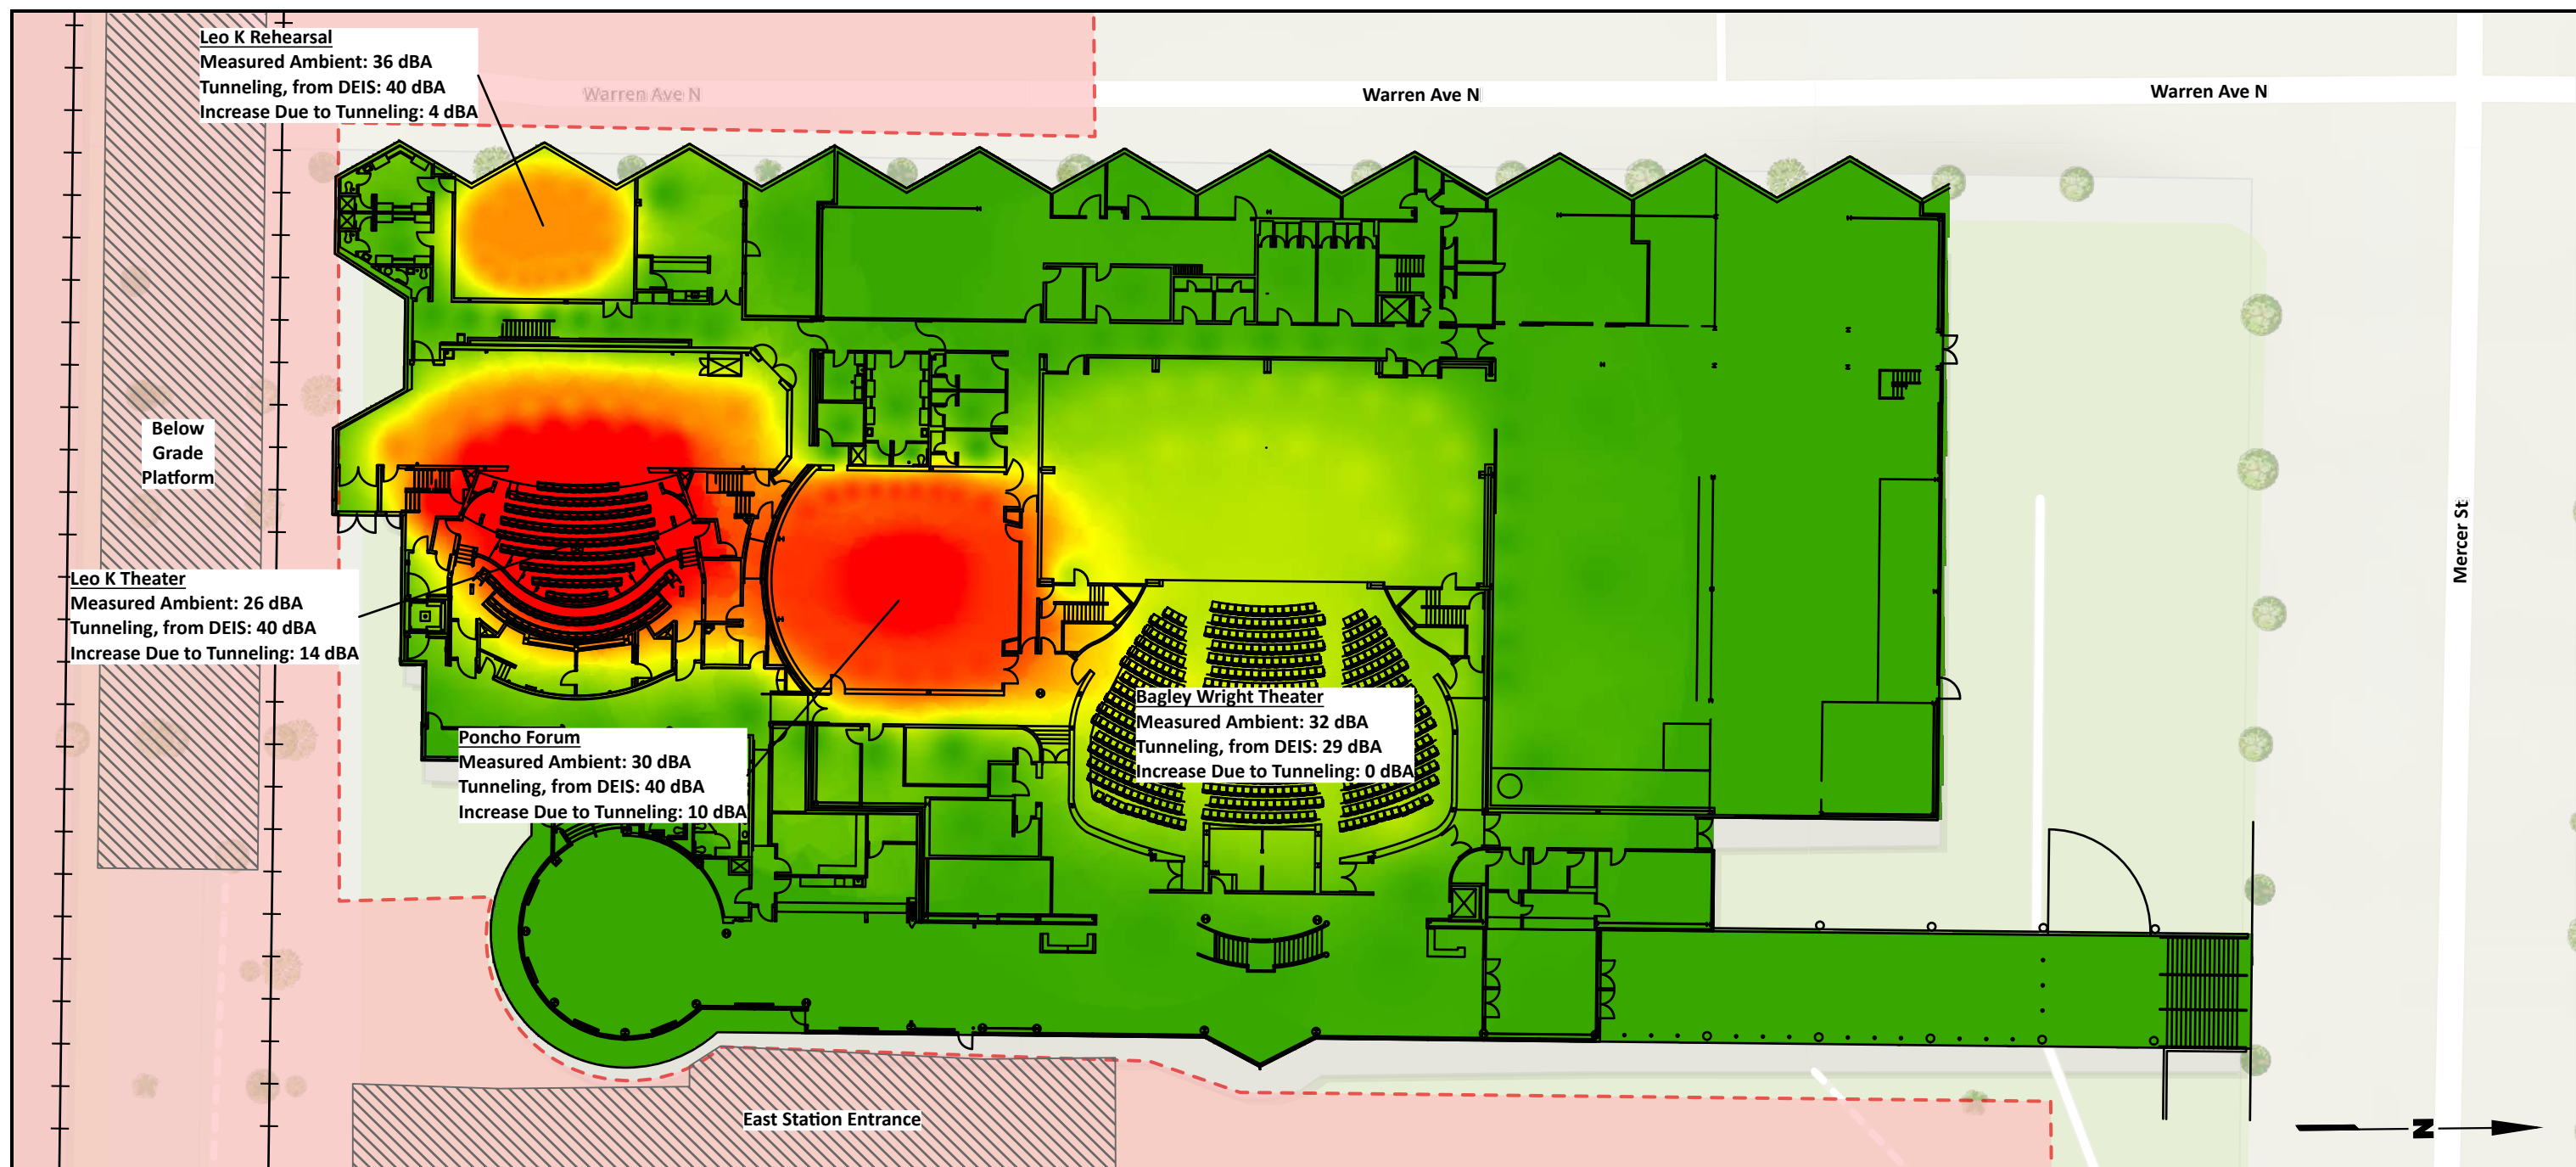 Leo K Rehearsal
Measured Ambient: 36 dBA
Tunneling, from DEIS: 40 dBA
Increase Due to Tunneling: 4 dBA
Warren Ave N
Warren Ave N
Warren Ave N
Below
Grade
Platform
Mercer St
Leo K Theater
Measured Ambient: 26 dBA
Tunneling, from DEIS: 40 dBA
Increase Due to Tunneling: 14 dBA
Bagley Wright Theater
Measured Ambient: 32 dBA
Tunneling, from DEIS: 29 dBA
Increase Due to Tunneling: 0 dBA
Poncho Forum
Measured Ambient: 30 dBA
Tunneling, from DEIS: 40 dBA
Increase Due to Tunneling: 10 dBA
East Station Entrance
N